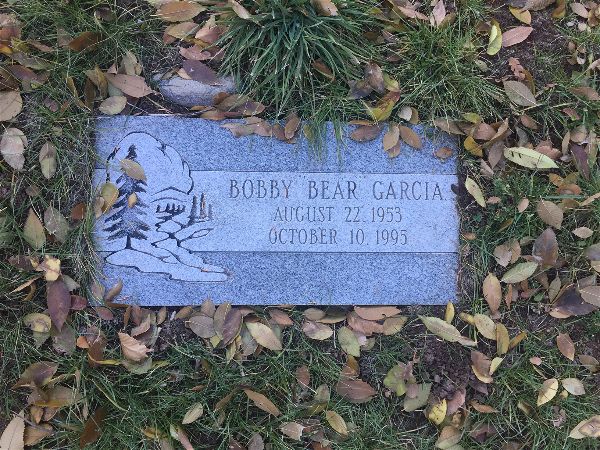 BOBBY BEAR GARCIA
AUGUST 22, 1953
OCTOBER 10, 1995